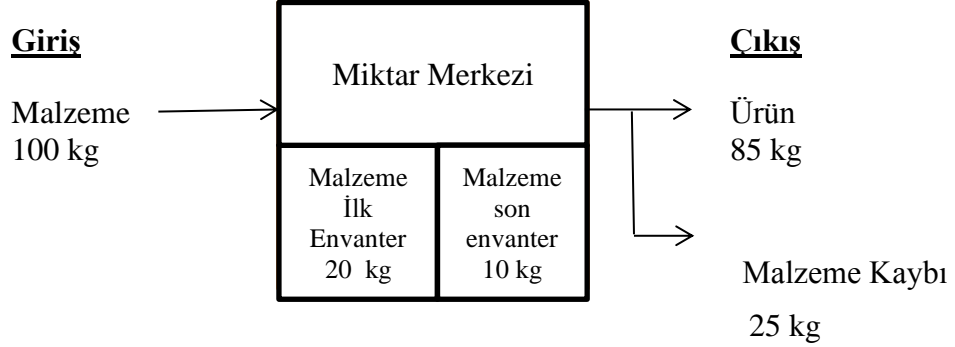 Giriş
Malzeme
100 kg
Miktar Merkezi
Malzeme
İlk
Envanter
20 kg
Malzeme
son
envanter
10 kg
Çıkış
Ürün
85 kg
Malzeme Kaybı
25 kg